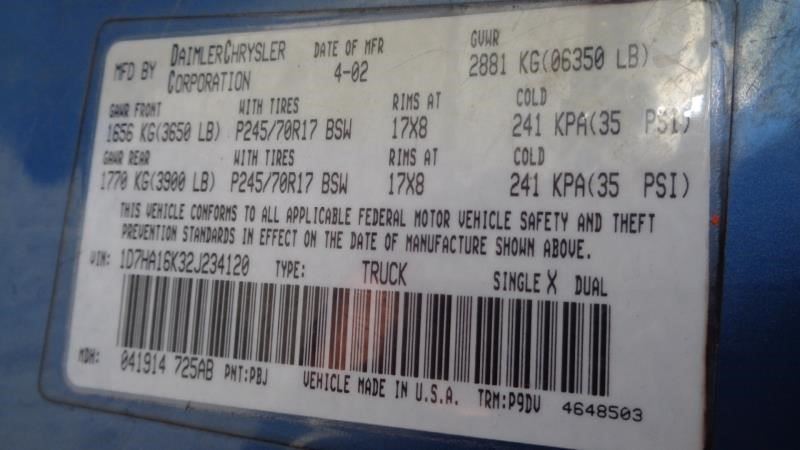 MFD BY DAIMLERCHRYSLER CORPORATION DATE OF MFR 4-02 GVWR 2881 KG(06350 LB)
GAWR FRONT WITH TIRES RIMS AT COLD
1656 KG(3650 LB) P245/70R17 BSW 17X8 241 KPA(35 PSI)
GAWR REAR WITH TIRES RIMS AT COLD
1770 KG(3900 LB) P245/70R17 BSW 17X8 241 KPA(35 PSI)
THIS VEHICLE CONFORMS TO ALL APPLICABLE FEDERAL MOTOR VEHICLE SAFETY AND THEFT
PREVENTION STANDARDS IN EFFECT ON THE DATE OF MANUFACTURE SHOWN ABOVE.
VIN: 1D7HA16K32J234120 TYPE: TRUCK SINGLE X DUAL
MDH: 041914 725AB PNT:PBJ VEHICLE MADE IN U.S.A. TRM:P9DV 4648503